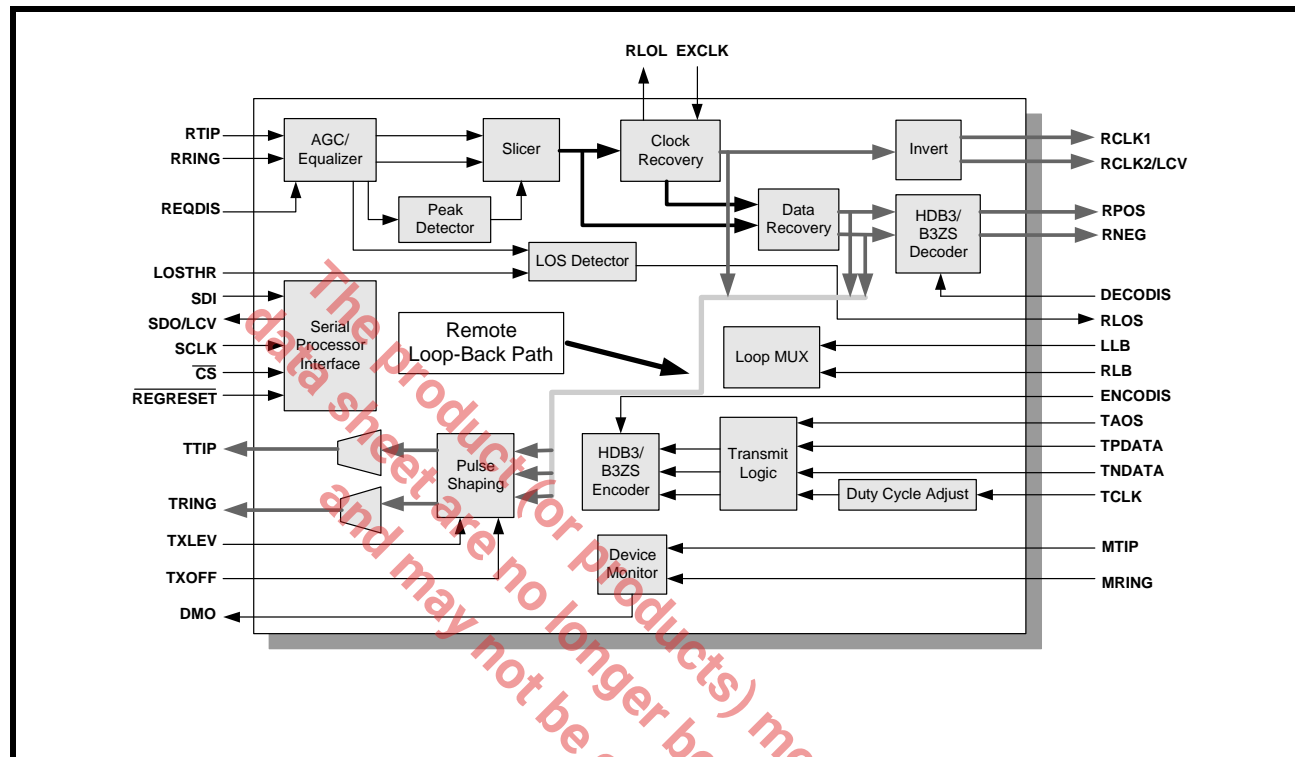 RLOL EXCLK
RTIP
RRING
REQDIS
LOSTHR
SDI
SDO/LCV
SCLK
CS
REGRESET
TTIP
TRING
TXLEV
TXOFF
DMO
AGC/
Equalizer
Slicer
Peak
Detector
Clock
Recovery
Invert
Data
Recovery
HDB3/
B3ZS
Decoder
LOS Detector
Serial
Processor
Interface
Remote
Loop-Back Path
Loop MUX
HDB3/
B3ZS
Encoder
Transmit
Logic
Duty Cycle Adjust
Pulse
Shaping
Device
Monitor
RCLK1
RCLK2/LCV
RPOS
RNEG
DECODIS
RLOS
LLB
RLB
ENCODIS
TAOS
TPDATA
TNDATA
TCLK
MTIP
MRING
The product (or products)
data sheet are no longer
and may not be